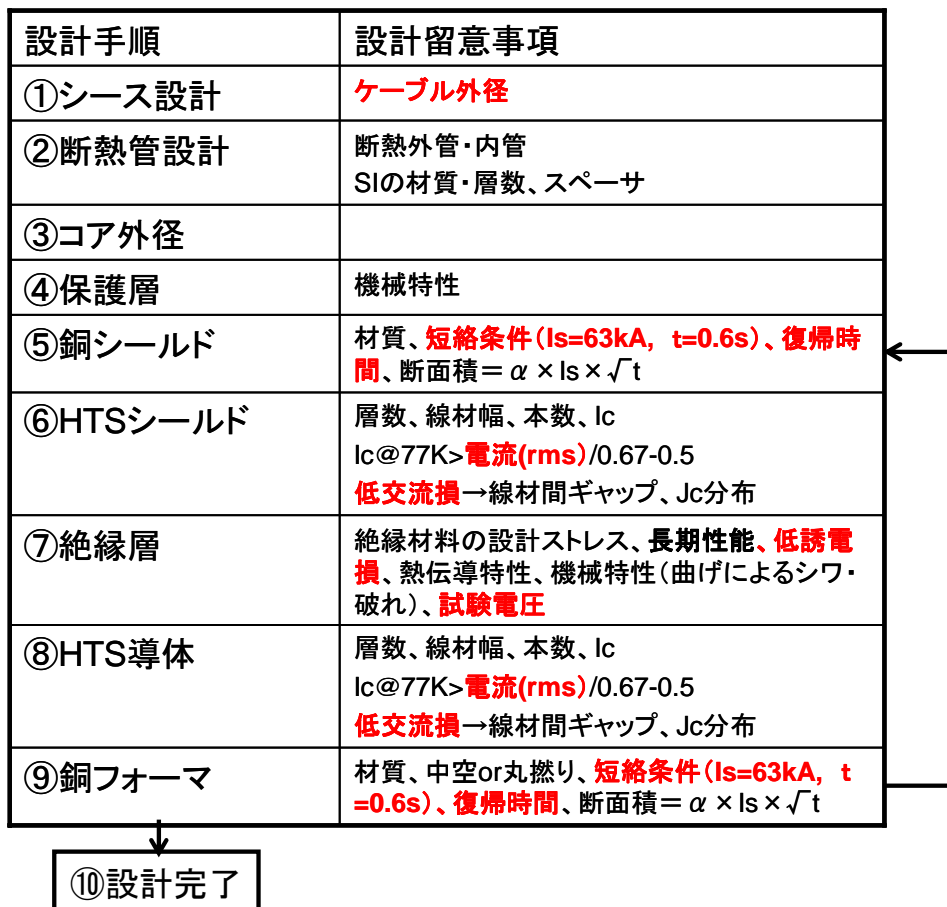 設計手順
設計留意事項
①シース設計
ケーブル外径
②断熱管設計
断熱外管・内管
SIの材質・層数、スペーサ
③コア外径
④保護層
機械特性
⑤銅シールド
材質、短絡条件(Is=63kA, t=0.6s)、復帰時
間、断面積=α×Is×√t
⑥HTSシールド
層数、線材幅、本数、Ic
Ic@77K>電流(rms)/0.67-0.5
低交流損→線材間ギャップ、Jc分布
⑦絶縁層
絶縁材料の設計ストレス、長期性能、低誘電
損、熱伝導特性、機械特性(曲げによるシワ・
破れ)、試験電圧
⑧HTS導体
層数、線材幅、本数、Ic
Ic@77K>電流(rms)/0.67-0.5
低交流損→線材間ギャップ、Jc分布
⑨銅フォーマ
材質、中空or丸撚り、短絡条件(Is=63kA, t
=0.6s)、復帰時間、断面積=α×Is×√t
⑩設計完了